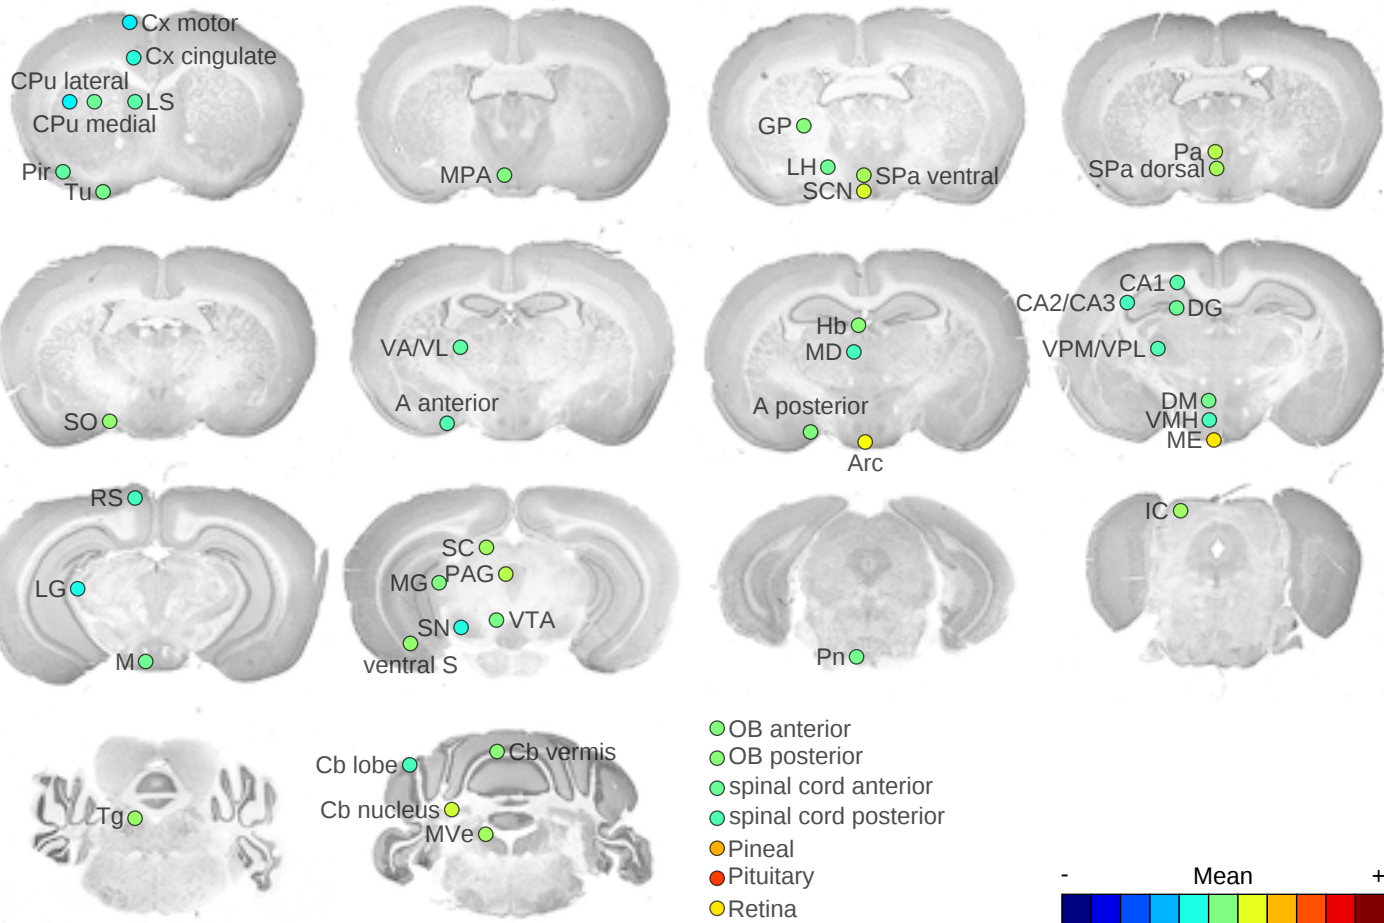 Cx motor
Cx cingulate
CPu lateral
LS
CPu medial
Pir
Tu
MPA
GP
LH
SPa ventral
SCN
Pa
SPa dorsal
SO
VA/VL
A anterior
Hb
MD
A posterior
Arc
CA1
CA2/CA3
DG
VPM/VPL
DM
VMH
ME
RS
LG
M
SC
MG
PAG
SN
VTA
ventral S
Pn
IC
Tg
Cb lobe
Cb vermis
Cb nucleus
MVe
OB anterior
OB posterior
spinal cord anterior
spinal cord posterior
Pineal
Pituitary
Retina
- Mean +